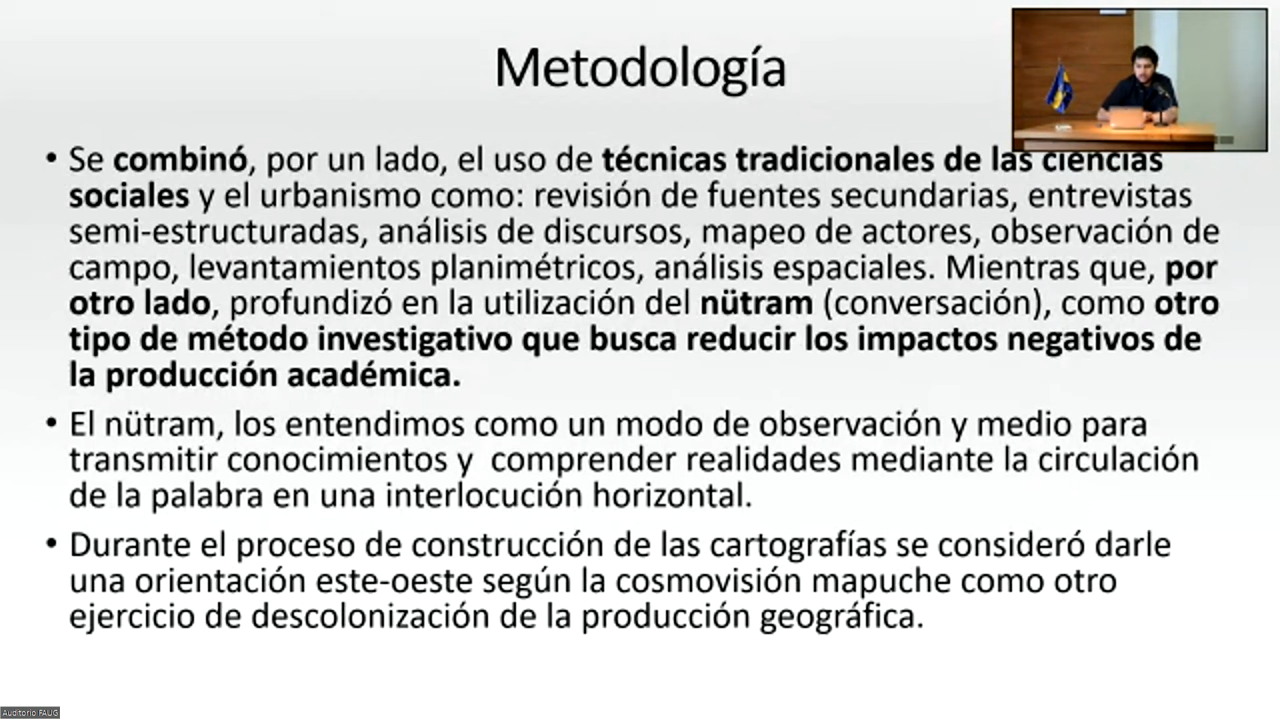 Metodología
• Se combinó, por un lado, el uso de técnicas tradicionales de las ciencias
sociales y el urbanismo como: revisión de fuentes secundarias, entrevistas
semi-estructuradas, análisis de discursos, mapeo de actores, observación de
campo, levantamientos planimétricos, análisis espaciales. Mientras que, por
otro lado, profundizó en la utilización del nütram (conversación), como otro
tipo de método investigativo que busca reducir los impactos negativos de
la producción académica.
• El nütram, los entendimos como un modo de observación y medio para
transmitir conocimientos y  comprender realidades mediante la circulación
de la palabra en una interlocución horizontal.
• Durante el proceso de construcción de las cartografías se consideró darle
una orientación este-oeste según la cosmovisión mapuche como otro
ejercicio de descolonización de la producción geográfica.
Auditorio FAUG